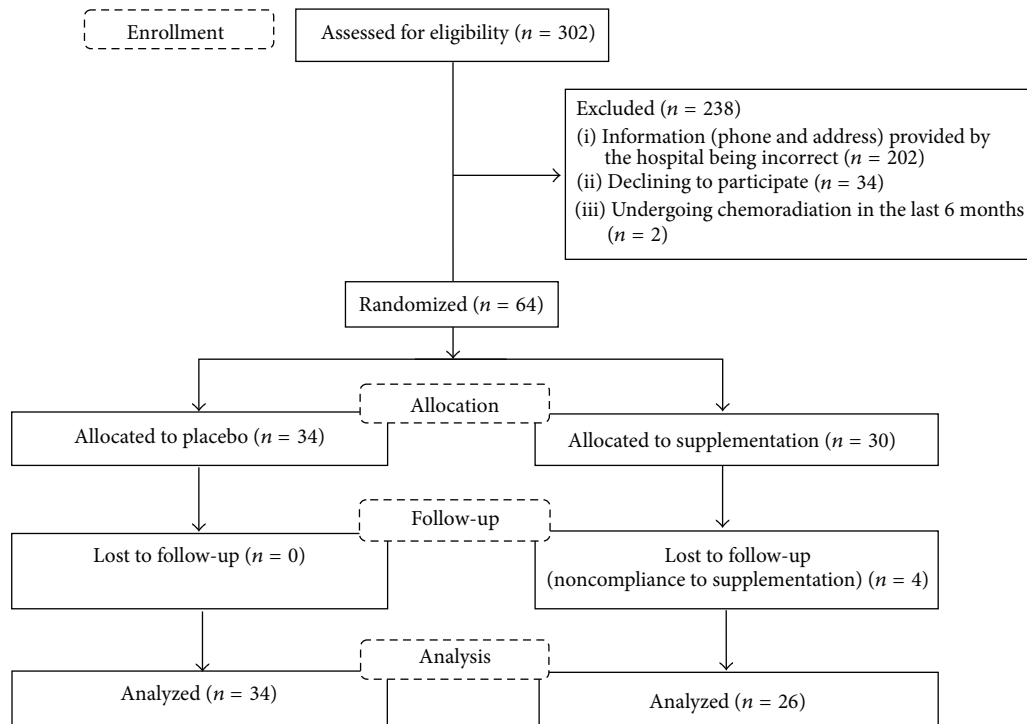 Enrollment
Assessed for eligibility (n = 302)
Excluded (n = 238)
(i) Information (phone and address) provided by
the hospital being incorrect (n = 202)
(ii) Declining to participate (n = 34)
(iii) Undergoing chemoradiation in the last 6 months
(n = 2)
Randomized (n = 64)
Allocation
Allocated to placebo (n = 34)
Allocated to supplementation (n = 30)
Follow-up
Lost to follow-up (n = 0)
Lost to follow-up
(noncompliance to supplementation) (n = 4)
Analysis
Analyzed (n = 34)
Analyzed (n = 26)